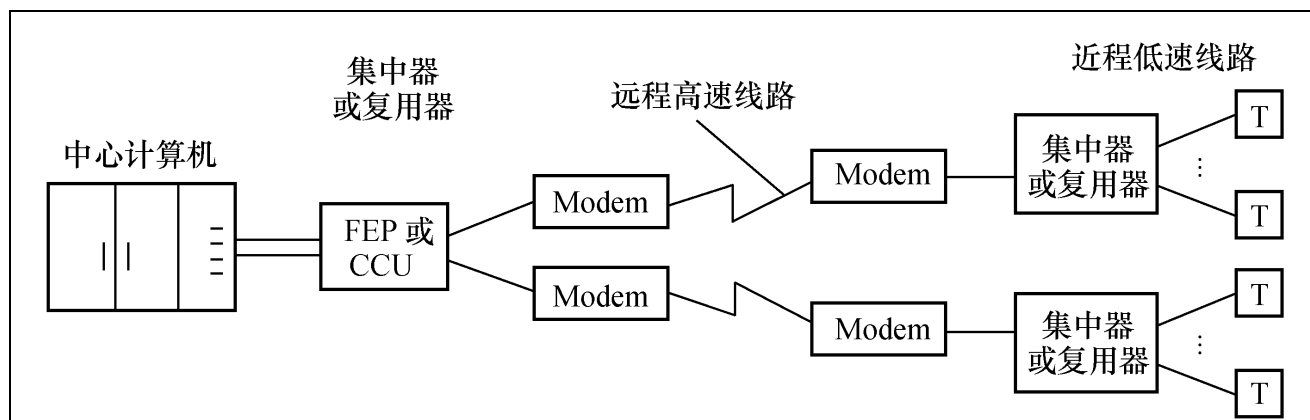 近程低速线路
集中器
或复用器
远程高速线路
中心计算机
FEP 或
CCU
Modem
Modem
Modem
Modem
集中器
或复用器
集中器
或复用器
T
⋮
T
T
⋮
T